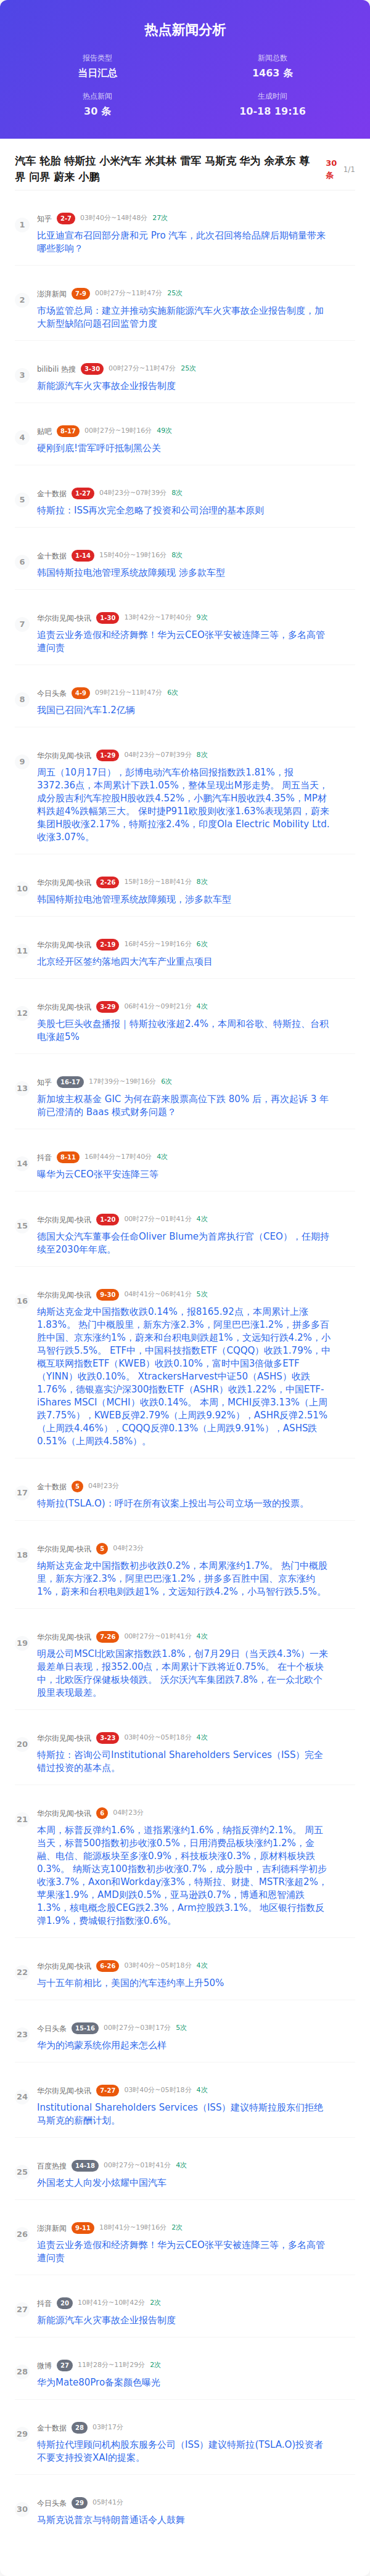 热点新闻分析
报告类型
当日汇总
新闻总数
1463 条
热点新闻
30 条
生成时间
10-18 19:16
汽车 轮胎 特斯拉 小米汽车 米其林 雷军 马斯克 华为 余承东 尊
界 问界 蔚来 小鹏
30
条
1/1
1
知乎 2-7 03时40分~14时48分 27次
比亚迪宣布召回部分唐和元 Pro 汽车，此次召回将给品牌后期销量带来
哪些影响？
2
澎湃新闻 7-9 00时27分~11时47分 25次
市场监管总局：建立并推动实施新能源汽车火灾事故企业报告制度，加
大新型缺陷问题召回监管力度
3
bilibili 热搜 3-30 00时27分~11时47分 25次
新能源汽车火灾事故企业报告制度
4
贴吧 8-17 00时27分~19时16分 49次
硬刚到底!雷军呼吁抵制黑公关
5
金十数据 1-27 04时23分~07时39分 8次
特斯拉：ISS再次完全忽略了投资和公司治理的基本原则
6
金十数据 1-14 15时40分~19时16分 8次
韩国特斯拉电池管理系统故障频现 涉多款车型
7
华尔街见闻-快讯 1-30 13时42分~17时40分 9次
追责云业务造假和经济舞弊！华为云CEO张平安被连降三等，多名高管
遭问责
8
今日头条 4-9 09时21分~11时47分 6次
我国已召回汽车1.2亿辆
9
华尔街见闻-快讯 1-29 04时23分~07时39分 8次
周五（10月17日），彭博电动汽车价格回报指数跌1.81%，报
3372.36点，本周累计下跌1.05%，整体呈现出M形走势。 周五当天，
成分股吉利汽车控股H股收跌4.52%，小鹏汽车H股收跌4.35%，MP材
料跌超4%跌幅第三大。 保时捷P911欧股则收涨1.63%表现第四，蔚来
集团H股收涨2.17%，特斯拉涨2.4%，印度Ola Electric Mobility Ltd.
收涨3.07%。
10
华尔街见闻-快讯 2-26 15时18分~18时41分 8次
韩国特斯拉电池管理系统故障频现，涉多款车型
11
华尔街见闻-快讯 2-19 16时45分~19时16分 6次
北京经开区签约落地四大汽车产业重点项目
12
华尔街见闻-快讯 3-29 06时41分~09时21分 4次
美股七巨头收盘播报｜特斯拉收涨超2.4%，本周和谷歌、特斯拉、台积
电涨超5%
13
知乎 16-17 17时39分~19时16分 6次
新加坡主权基金 GIC 为何在蔚来股票高位下跌 80% 后，再次起诉 3 年
前已澄清的 Baas 模式财务问题？
14
抖音 8-11 16时44分~17时40分 4次
曝华为云CEO张平安连降三等
15
华尔街见闻-快讯 1-20 00时27分~01时41分 4次
德国大众汽车董事会任命Oliver Blume为首席执行官（CEO），任期持
续至2030年年底。
16
华尔街见闻-快讯 9-30 04时41分~06时41分 5次
纳斯达克金龙中国指数收跌0.14%，报8165.92点，本周累计上涨
1.83%。 热门中概股里，新东方涨2.3%，阿里巴巴涨1.2%，拼多多百
胜中国、京东涨约1%，蔚来和台积电则跌超1%，文远知行跌4.2%，小
马智行跌5.5%。 ETF中，中国科技指数ETF（CQQQ）收跌1.79%，中
概互联网指数ETF（KWEB）收跌0.10%，富时中国3倍做多ETF
（YINN）收跌0.10%。 XtrackersHarvest中证50（ASHS）收跌
1.76%，德银嘉实沪深300指数ETF（ASHR）收跌1.22%，中国ETF-
iShares MSCI（MCHI）收跌0.14%。 本周，MCHI反弹3.13%（上周
跌7.75%），KWEB反弹2.79%（上周跌9.92%），ASHR反弹2.51%
（上周跌4.46%），CQQQ反弹0.13%（上周跌9.91%），ASHS跌
0.51%（上周跌4.58%）。
17
金十数据 5 04时23分
特斯拉(TSLA.O)：呼吁在所有议案上投出与公司立场一致的投票。
18
华尔街见闻-快讯 5 04时23分
纳斯达克金龙中国指数初步收跌0.2%，本周累涨约1.7%。 热门中概股
里，新东方涨2.3%，阿里巴巴涨1.2%，拼多多百胜中国、京东涨约
1%，蔚来和台积电则跌超1%，文远知行跌4.2%，小马智行跌5.5%。
19
华尔街见闻-快讯 7-26 00时27分~01时41分 4次
明晟公司MSCI北欧国家指数跌1.8%，创7月29日（当天跌4.3%）一来
最差单日表现，报352.00点，本周累计下跌将近0.75%。 在十个板块
中，北欧医疗保健板块领跌。 沃尔沃汽车集团跌7.8%，在一众北欧个
股里表现最差。
20
华尔街见闻-快讯 3-23 03时40分~05时18分 4次
特斯拉：咨询公司Institutional Shareholders Services（ISS）完全
错过投资的基本点。
21
华尔街见闻-快讯 6 04时23分
本周，标普反弹约1.6%，道指累涨约1.6%，纳指反弹约2.1%。 周五
当天，标普500指数初步收涨0.5%，日用消费品板块涨约1.2%，金
融、电信、能源板块至多涨0.9%，科技板块涨0.3%，原材料板块跌
0.3%。 纳斯达克100指数初步收涨0.7%，成分股中，吉利德科学初步
收涨3.7%，Axon和Workday涨3%，特斯拉、财捷、MSTR涨超2%，
苹果涨1.9%，AMD则跌0.5%，亚马逊跌0.7%，博通和恩智浦跌
1.3%，核电概念股CEG跌2.3%，Arm控股跌3.1%。 地区银行指数反
弹1.9%，费城银行指数涨0.6%。
22
华尔街见闻-快讯 6-26 03时40分~05时18分 4次
与十五年前相比，美国的汽车违约率上升50%
23
今日头条 15-16 00时27分~03时17分 5次
华为的鸿蒙系统你用起来怎么样
24
华尔街见闻-快讯 7-27 03时40分~05时18分 4次
Institutional Shareholders Services（ISS）建议特斯拉股东们拒绝
马斯克的薪酬计划。
25
百度热搜 14-18 00时27分~01时41分 4次
外国老丈人向发小炫耀中国汽车
26
澎湃新闻 9-11 18时41分~19时16分 2次
追责云业务造假和经济舞弊！华为云CEO张平安被连降三等，多名高管
遭问责
27
抖音 20 10时41分~10时42分 2次
新能源汽车火灾事故企业报告制度
28
微博 27 11时28分~11时29分 2次
华为Mate80Pro备案颜色曝光
29
金十数据 28 03时17分
特斯拉代理顾问机构股东服务公司（ISS）建议特斯拉(TSLA.O)投资者
不要支持投资XAI的提案。
30
今日头条 29 05时41分
马斯克说普京与特朗普通话令人鼓舞